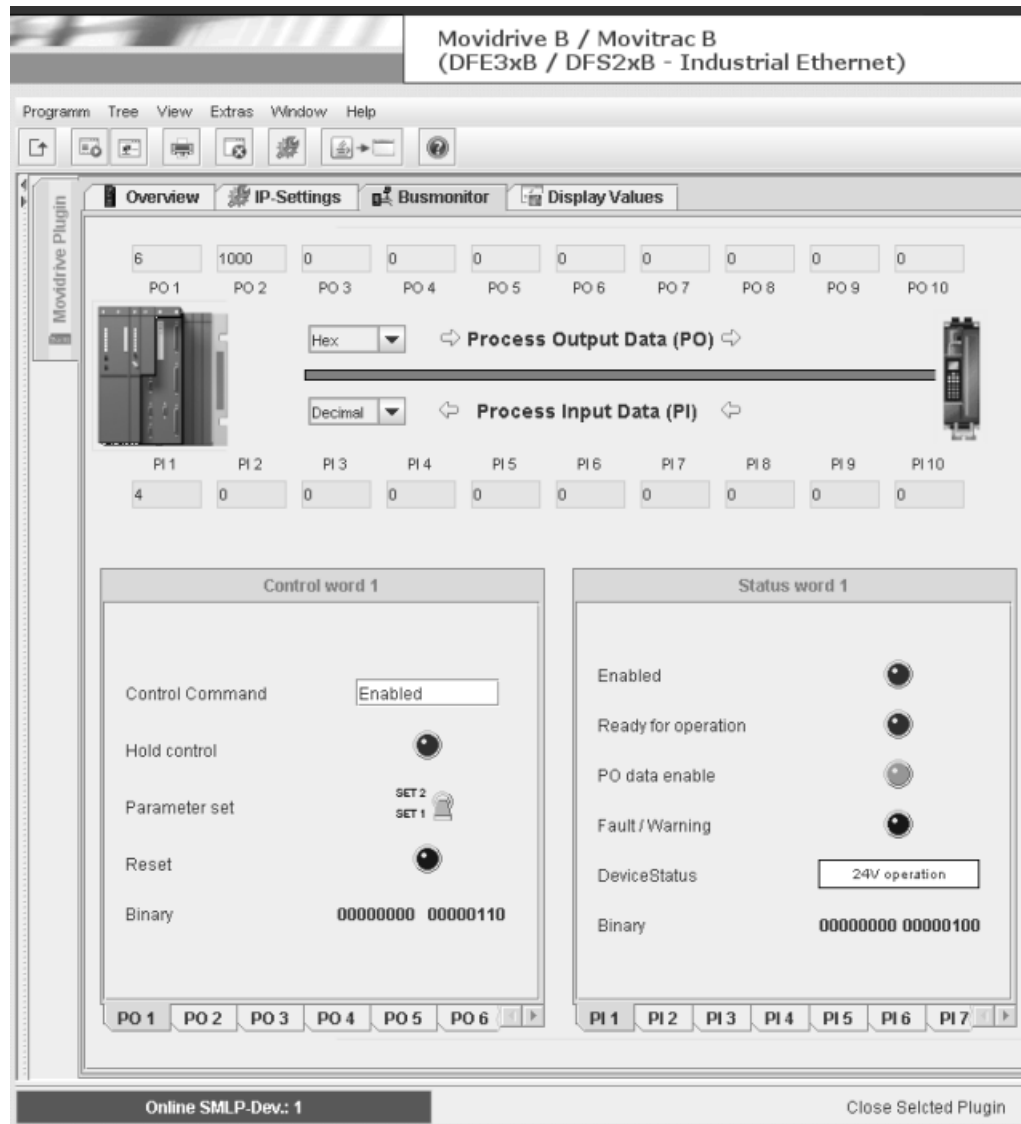 Movidrive B / Movitrac B
(DFE3xB / DFS2xB - Industrial Ethernet)
Programm Tree View Extras Window Help
Movidrive Plugin
Overview IP-Settings Busmonitor Display Values
6 1000 0 0 0 0 0 0 0 0
PO 1 PO 2 PO 3 PO 4 PO 5 PO 6 PO 7 PO 8 PO 9 PO 10
Hex Process Output Data (PO)
Decimal Process Input Data (PI)
PI 1 PI 2 PI 3 PI 4 PI 5 PI 6 PI 7 PI 8 PI 9 PI 10
4 0 0 0 0 0 0 0 0 0
Control word 1
Control Command Enabled
Hold control
Parameter set SET 2
SET 1
Reset
Binary 00000000 00000110
PO 1 PO 2 PO 3 PO 4 PO 5 PO 6
Status word 1
Enabled
Ready for operation
PO data enable
Fault / Warning
DeviceStatus 24V operation
Binary 00000000 00000100
PI 1 PI 2 PI 3 PI 4 PI 5 PI 6 PI 7
Online SMLP-Dev.: 1 Close Selcted Plugin